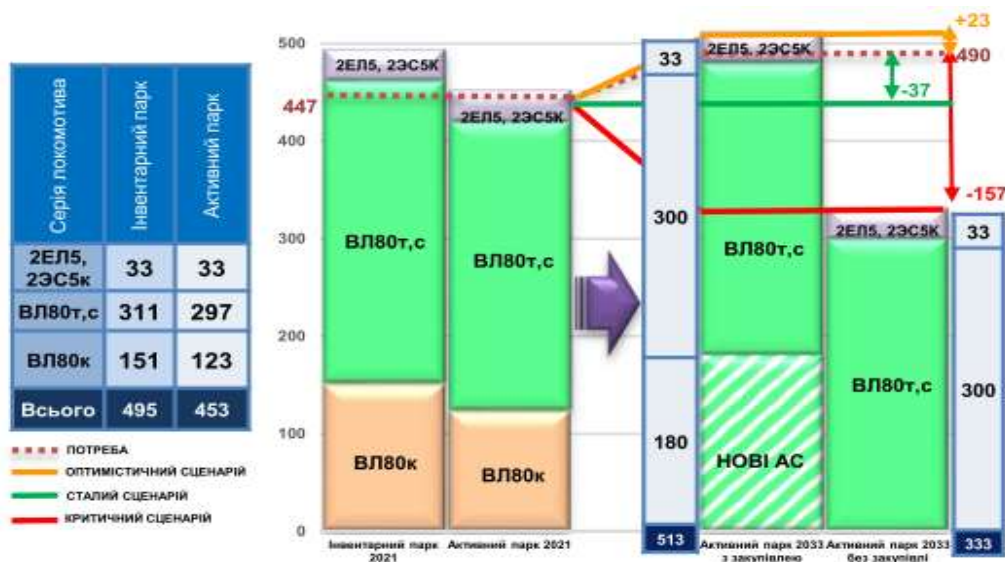 Серія локомотива
Інвентарний парк
Активний парк
2ЕЛ5,
2ЭС5к
33
33
ВЛ80т,с
311
297
ВЛ80к
151
123
Всього
495
453
ПОТРЕБА
ОПТИМІСТИЧНИЙ СЦЕНАРІЙ
СТАЛИЙ СЦЕНАРІЙ
КРИТИЧНИЙ СЦЕНАРІЙ
500
447
400
300
200
100
0
2ЕЛ5, 2ЭС5К
ВЛ80т,с
ВЛ80к
Інвентарний парк
2021
2ЕЛ5, 2ЭС5К
ВЛ80т,с
ВЛ80к
Активний парк 2021
33
300
180
513
2ЕЛ5, 2ЭС5К
ВЛ80т,с
НОВІ АС
Активний парк 2033
з закупівлею
2ЕЛ5, 2ЭС5К
ВЛ80т,с
Активний парк 2033
без закупівлі
+23
490
-37
-157
33
300
333